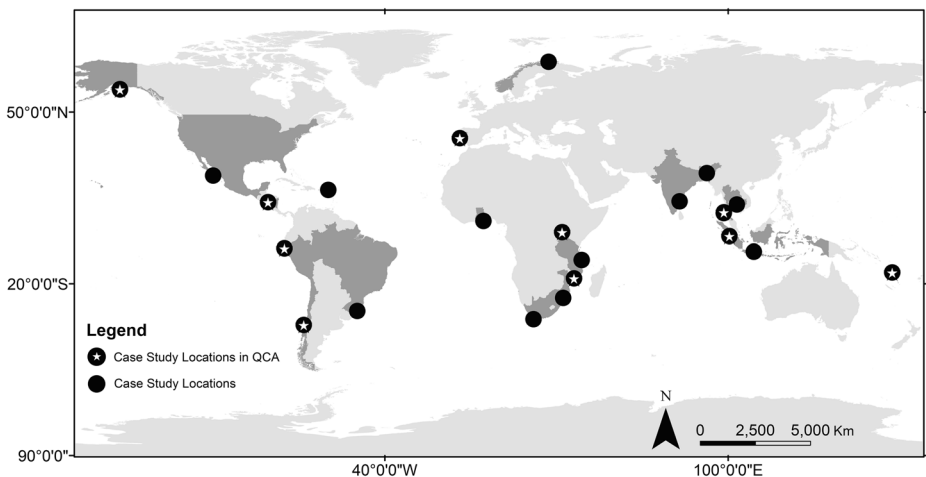 50°0'0"N
20°0'0"S
90°0'0"
40°0'0"W
100°0'0"E
Legend
Case Study Locations in QCA
Case Study Locations
N
0 2,500 5,000 Km